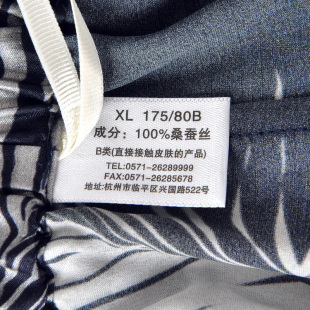 XL 175/80B
成分：100%桑蚕丝
B类(直接接触皮肤的产品)
TEL:0571-26289999
FAX:0571-26285678
地址:杭州市临平区兴国路522号